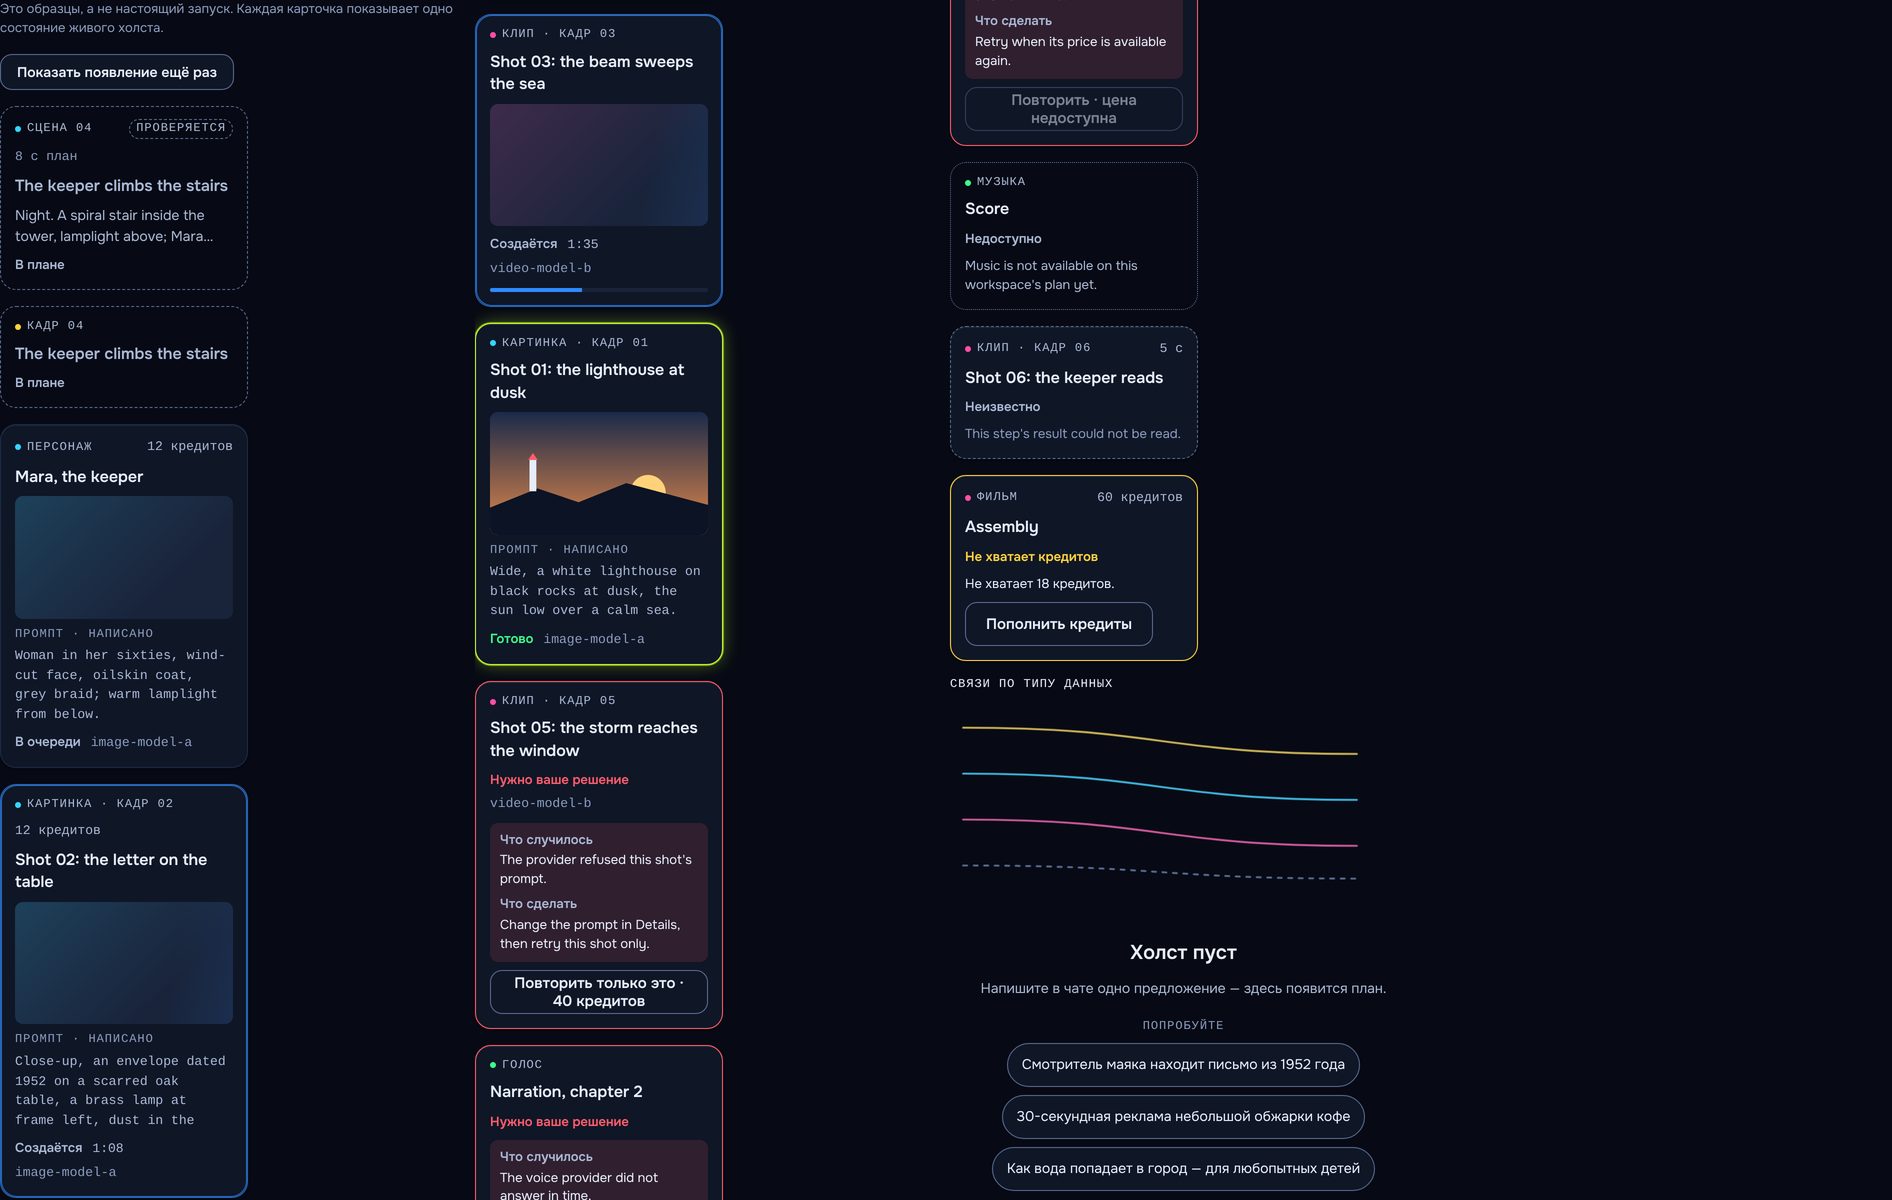 Это образцы, а не настоящий запуск. Каждая карточка показывает одно
состояние живого холста.
Показать появление ещё раз
СЦЕНА 04
ПРОВЕРЯЕТСЯ
8 с план
The keeper climbs the stairs
Night. A spiral stair inside the
tower, lamplight above; Mara...
В плане
КАДР 04
The keeper climbs the stairs
В плане
ПЕРСОНАЖ
12 кредитов
Mara, the keeper
ПРОМПТ · НАПИСАНО
Woman in her sixties, wind-
cut face, oilskin coat,
grey braid; warm lamplight
from below.
В очереди image-model-a
КАРТИНКА · КАДР 02
12 кредитов
Shot 02: the letter on the
table
ПРОМПТ · НАПИСАНО
Close-up, an envelope dated
1952 on a scarred oak
table, a brass lamp at
frame left, dust in the
Создаётся 1:08
image-model-a
КЛИП · КАДР 03
Shot 03: the beam sweeps
the sea
Создаётся 1:35
video-model-b
КАРТИНКА · КАДР 01
Shot 01: the lighthouse at
dusk
ПРОМПТ · НАПИСАНО
Wide, a white lighthouse on
black rocks at dusk, the
sun low over a calm sea.
Готово image-model-a
КЛИП · КАДР 05
Shot 05: the storm reaches
the window
Нужно ваше решение
video-model-b
Что случилось
The provider refused this shot's
prompt.
Что сделать
Change the prompt in Details,
then retry this shot only.
Повторить только это ·
40 кредитов
ГОЛОС
Narration, chapter 2
Нужно ваше решение
Что случилось
The voice provider did not
answer in time.
Что сделать
Retry when its price is available
again.
Повторить · цена
недоступна
МУЗЫКА
Score
Недоступно
Music is not available on this
workspace's plan yet.
КЛИП · КАДР 06
5 с
Shot 06: the keeper reads
Неизвестно
This step's result could not be read.
ФИЛЬМ
60 кредитов
Assembly
Не хватает кредитов
Не хватает 18 кредитов.
Пополнить кредиты
СВЯЗИ ПО ТИПУ ДАННЫХ
Холст пуст
Напишите в чате одно предложение — здесь появится план.
ПОПРОБУЙТЕ
Смотритель маяка находит письмо из 1952 года
30-секундная реклама небольшой обжарки кофе
Как вода попадает в город — для любопытных детей